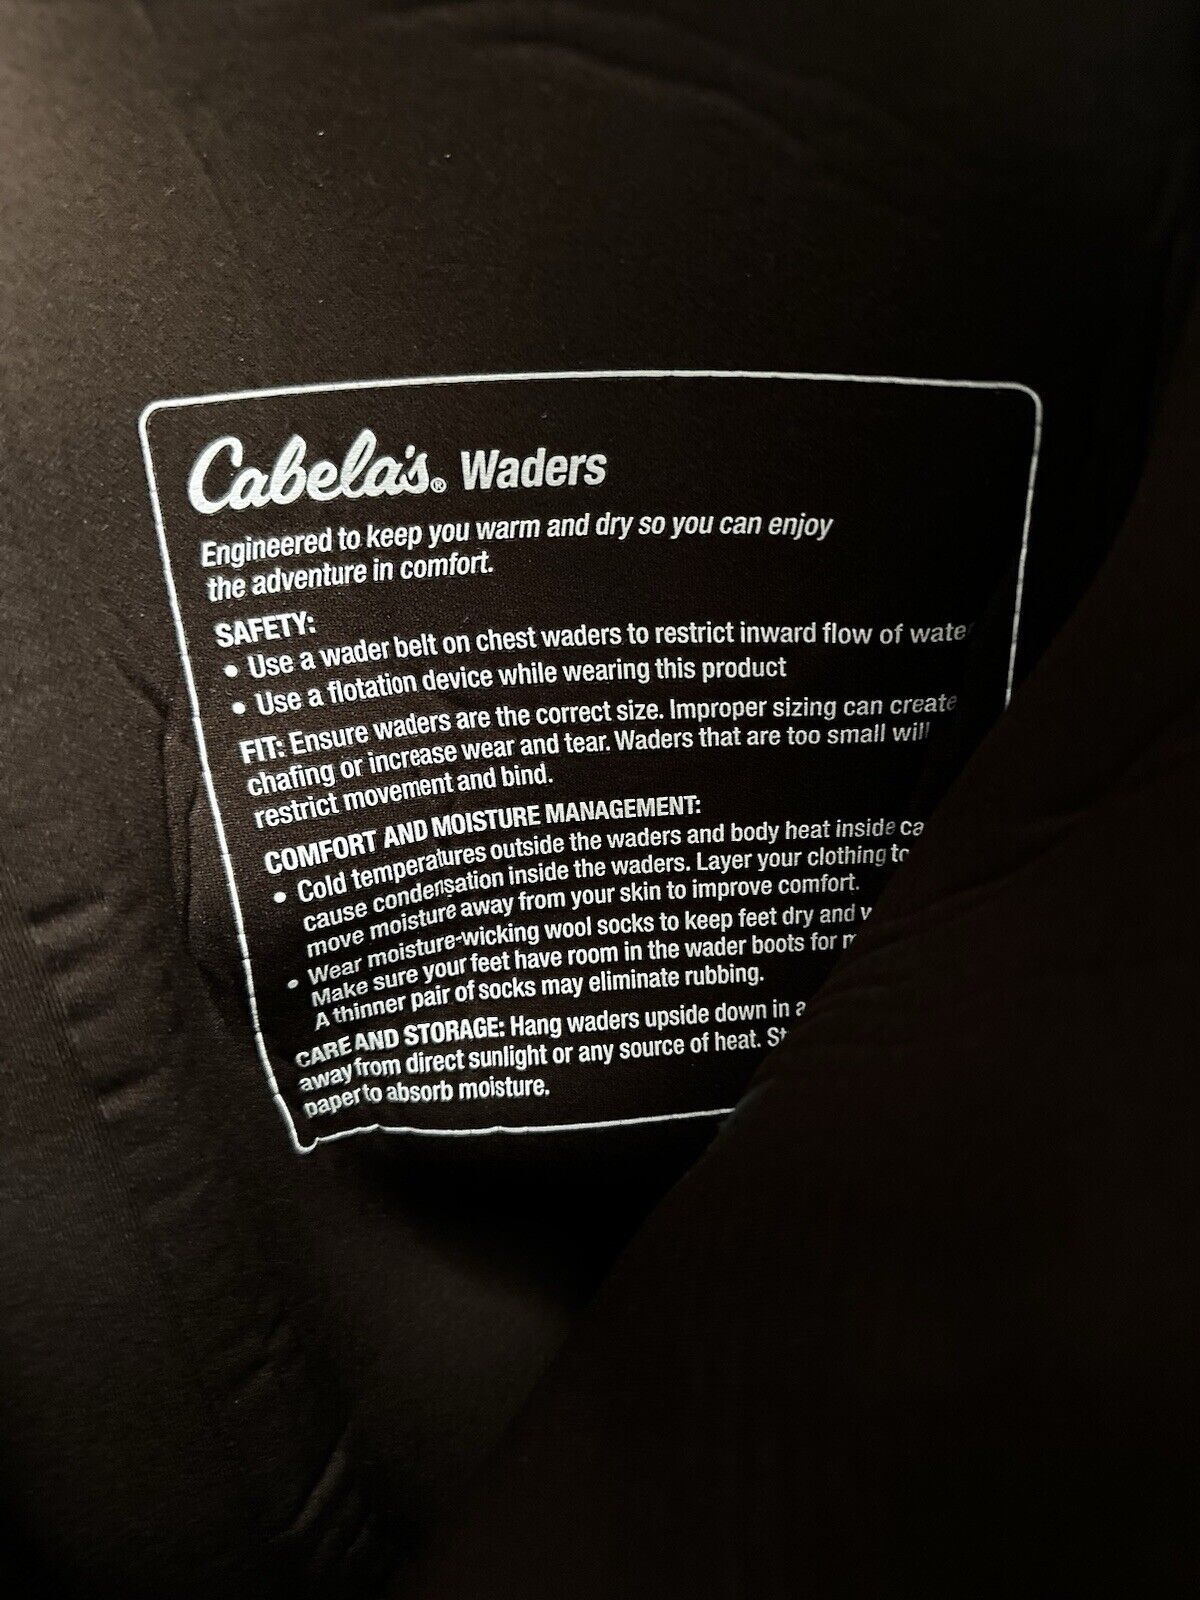 Cabela's® Waders
Engineered to keep you warm and dry so you can enjoy
the adventure in comfort.
SAFETY:
• Use a wader belt on chest waders to restrict inward flow of
• Use a flotation device while wearing this product
FIT: Ensure waders are the correct size. Improper sizing can create
chafing or increase wear and tear. Waders that are too small will
restrict movement and bind.
COMFORT AND MOISTURE MANAGEMENT:
• Cold temperatures outside the waders and body heat inside
cause condensation inside the waders. Layer your clothing to
move moisture away from your skin to improve comfort.
• Wear moisture-wicking wool socks to keep feet dry and
Make sure your feet have room in the wader boots for
A thinner pair of socks may eliminate rubbing.
CARE AND STORAGE: Hang waders upside down in
away from direct sunlight or any source of heat.
paper to absorb moisture.